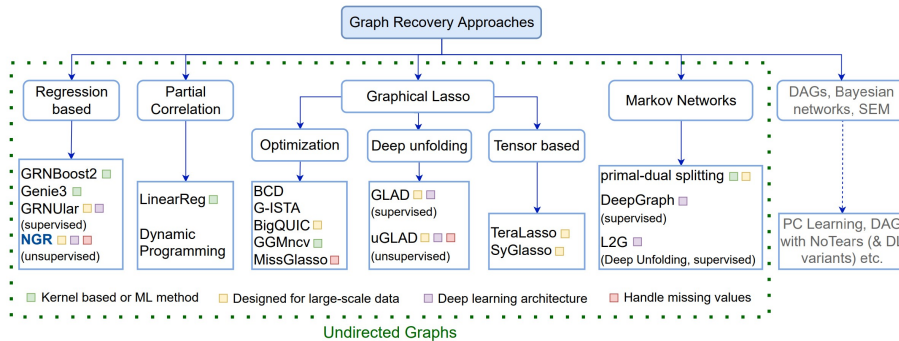 Graph Recovery Approaches
Regression
based
Partial
Correlation
Graphical Lasso
Markov Networks
DAGs, Bayesian
networks, SEM
Optimization
Deep unfolding
Tensor based
GRNBoost2
Genie3
GRNUlar
(supervised)
NGR
(unsupervised)
LinearReg
Dynamic
Programming
BCD
G-ISTA
BigQUIC
GGMncv
MissGlasso
GLAD
(supervised)
uGLAD
(unsupervised)
TeraLasso
SyGlasso
primal-dual splitting
DeepGraph
(supervised)
L2G
(Deep Unfolding, supervised)
PC Learning, DAG
with NoTears (& DL
variants) etc.
Kernel based or ML method
Designed for large-scale data
Deep learning architecture
Handle missing values
Undirected Graphs